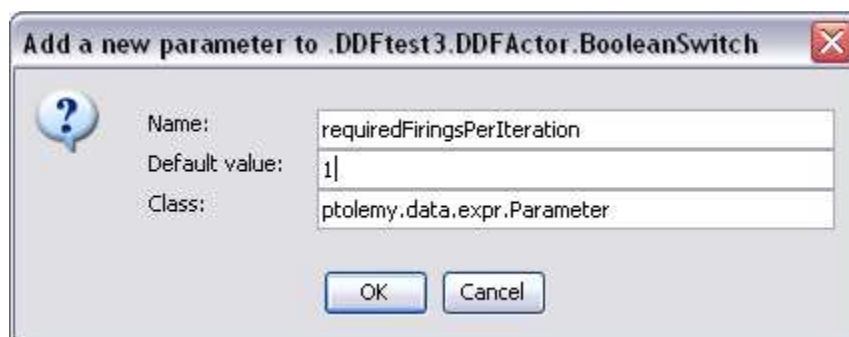 Add a new parameter to .DDFtest3.DDFActor.BooleanSwitch
Name: requiredFiringsPerIteration
Default value: 1
Class: ptolemy.data.expr.Parameter
OK Cancel